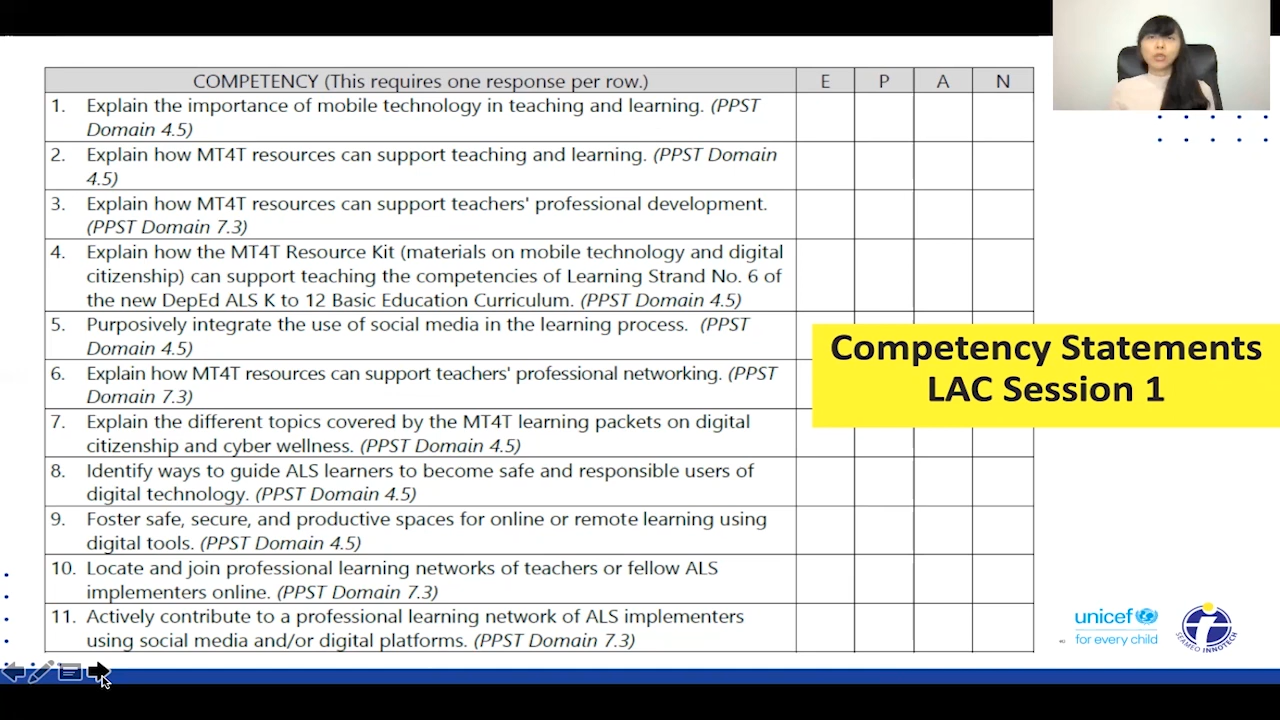 COMPETENCY (This requires one response per row.) E P A N
1. Explain the importance of mobile technology in teaching and learning. (PPST
Domain 4.5)
2. Explain how MT4T resources can support teaching and learning. (PPST Domain
4.5)
3. Explain how MT4T resources can support teachers' professional development.
(PPST Domain 7.3)
4. Explain how the MT4T Resource Kit (materials on mobile technology and digital
citizenship) can support teaching the competencies of Learning Strand No. 6 of
the new DepEd ALS K to 12 Basic Education Curriculum. (PPST Domain 4.5)
5. Purposively integrate the use of social media in the learning process. (PPST
Domain 4.5)
6. Explain how MT4T resources can support teachers' professional networking. (PPST
Domain 7.3)
7. Explain the different topics covered by the MT4T learning packets on digital
citizenship and cyber wellness. (PPST Domain 4.5)
8. Identify ways to guide ALS learners to become safe and responsible users of
digital technology. (PPST Domain 4.5)
9. Foster safe, secure, and productive spaces for online or remote learning using
digital tools. (PPST Domain 4.5)
10. Locate and join professional learning networks of teachers or fellow ALS
implementers online. (PPST Domain 7.3)
11. Actively contribute to a professional learning network of ALS implementers
using social media and/or digital platforms. (PPST Domain 7.3)
Competency Statements
LAC Session 1
unicef
for every child
SEAMEO INNOTECH